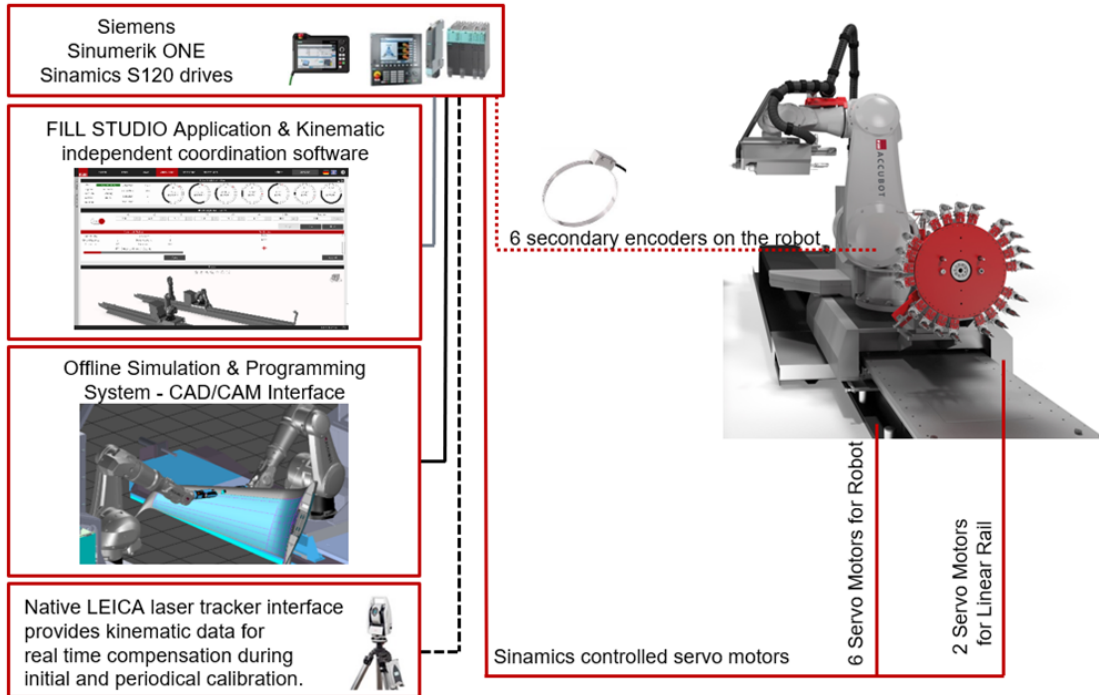 Siemens
Sinumerik ONE
Sinamics S120 drives
FILL STUDIO Application & Kinematic
independent coordination software
Offline Simulation & Programming
System - CAD/CAM Interface
Native LEICA laser tracker interface
provides kinematic data for
real time compensation during
initial and periodical calibration.
6 secondary encoders on the robot
ACCUBOT
6 Servo Motors for Robot
2 Servo Motors
for Linear Rail
Sinamics controlled servo motors